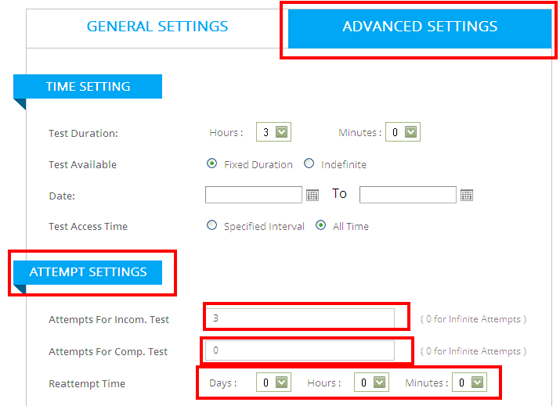 GENERAL SETTINGS ADVANCED SETTINGS
TIME SETTING
Test Duration: Hours : 3 Minutes : 0
Test Available Fixed Duration Indefinite
Date: To
Test Access Time Specified Interval All Time
ATTEMPT SETTINGS
Attempts For Incom. Test 3 ( 0 for Infinite Attempts )
Attempts For Comp. Test 0 ( 0 for Infinite Attempts )
Reattempt Time Days : 0 Hours : 0 Minutes : 0